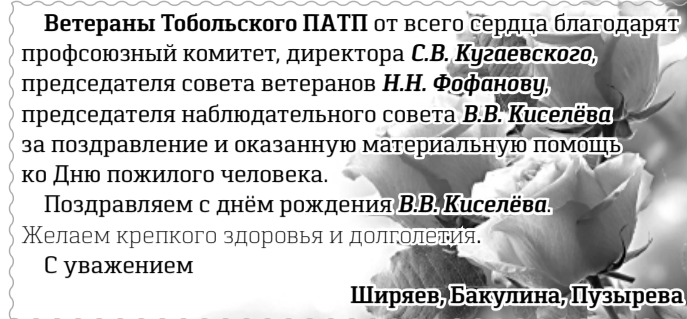 Ветераны Тобольского ПАТП от всего сердца благодарят
профсоюзный комитет, директора С.В. Кугаевского,
председателя совета ветеранов Н.Н. Фофанову,
председателя наблюдательного совета В.В. Киселёва
за поздравление и оказанную материальную помощь
ко Дню пожилого человека.
Поздравляем с днём рождения В.В. Киселёва.
Желаем крепкого здоровья и долголетия.
С уважением
Ширяев, Бакулина, Пузырева